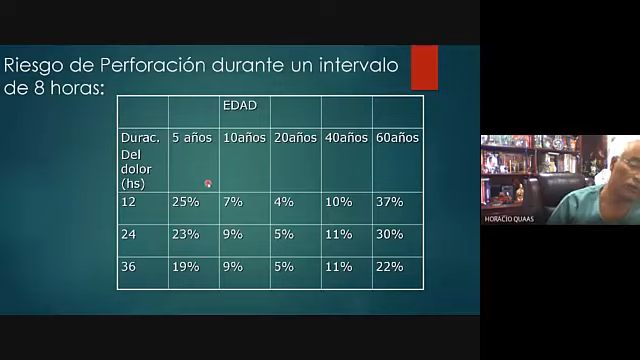 Riesgo de Perforación durante un intervalo
de 8 horas:
EDAD
Durac. 5 años 10años 20años 40años 60años
Del
dolor
(hs)
12 25% 7% 4% 10% 37%
24 23% 9% 5% 11% 30%
36 19% 9% 5% 11% 22%
HORACIO QUAAS